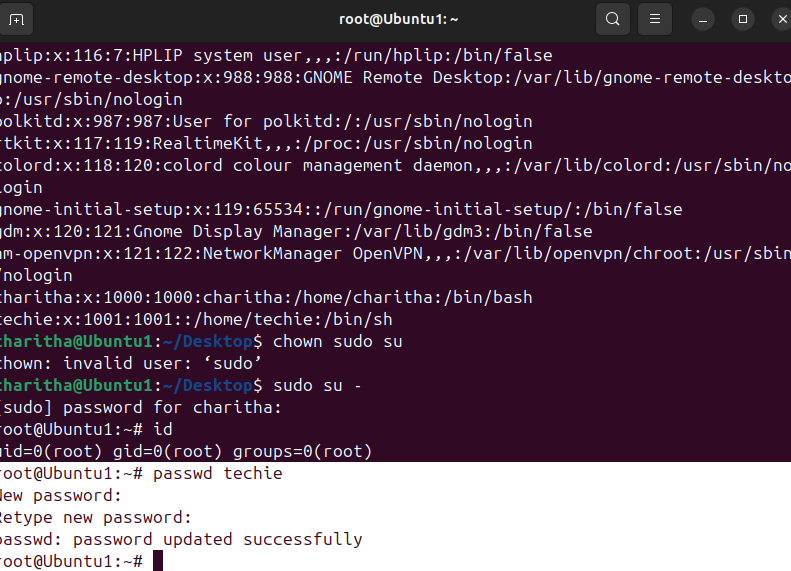 root@Ubuntu1: ~
hplip:x:116:7:HPLIP system user,,,:/run/hplip:/bin/false
gnome-remote-desktop:x:988:988:GNOME Remote Desktop:/var/lib/gnome-remote-deskto
p:/usr/sbin/nologin
polkitd:x:987:987:User for polkitd:/:/usr/sbin/nologin
rtkit:x:117:119:RealtimeKit,,,:/proc:/usr/sbin/nologin
colord:x:118:120:colord colour management daemon,,,:/var/lib/colord:/usr/sbin/no
login
gnome-initial-setup:x:119:65534::/run/gnome-initial-setup/:/bin/false
gdm:x:120:121:Gnome Display Manager:/var/lib/gdm3:/bin/false
nm-openvpn:x:121:122:NetworkManager OpenVPN,,,:/var/lib/openvpn/chroot:/usr/sbin
/nologin
charitha:x:1000:1000:charitha:/home/charitha:/bin/bash
techie:x:1001:1001::/home/techie:/bin/sh
charitha@Ubuntu1:~/Desktop$ chown sudo su
chown: invalid user: ‘sudo’
charitha@Ubuntu1:~/Desktop$ sudo su -
[sudo] password for charitha:
root@Ubuntu1:~# id
uid=0(root) gid=0(root) groups=0(root)
root@Ubuntu1:~# passwd techie
New password:
Retype new password:
passwd: password updated successfully
root@Ubuntu1:~#